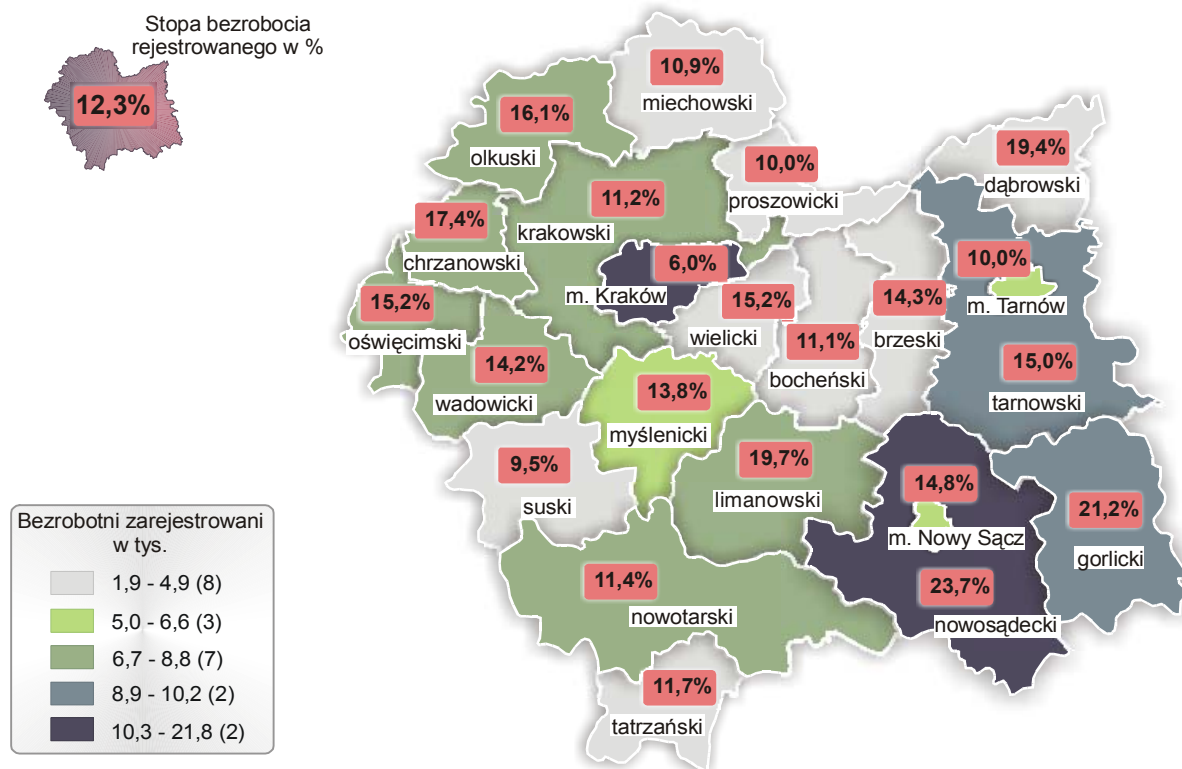 Stopa bezrobocia
rejestrowanego w %
12,3%
10,9%
miechowski
16,1%
olkuski
10,0%
proszowicki
19,4%
dąbrowski
11,2%
krakowski
17,4%
chrzanowski
6,0%
m. Kraków
10,0%
m. Tarnów
15,2%
oświęcimski
15,2%
wielicki
14,3%
brzeski
11,1%
bocheński
14,2%
wadowicki
15,0%
tarnowski
13,8%
myślenicki
9,5%
suski
19,7%
limanowski
14,8%
m. Nowy Sącz
21,2%
gorlicki
11,4%
nowotarski
23,7%
nowosądecki
11,7%
tatrzański
Bezrobotni zarejestrowani
w tys.
1,9 - 4,9 (8)
5,0 - 6,6 (3)
6,7 - 8,8 (7)
8,9 - 10,2 (2)
10,3 - 21,8 (2)